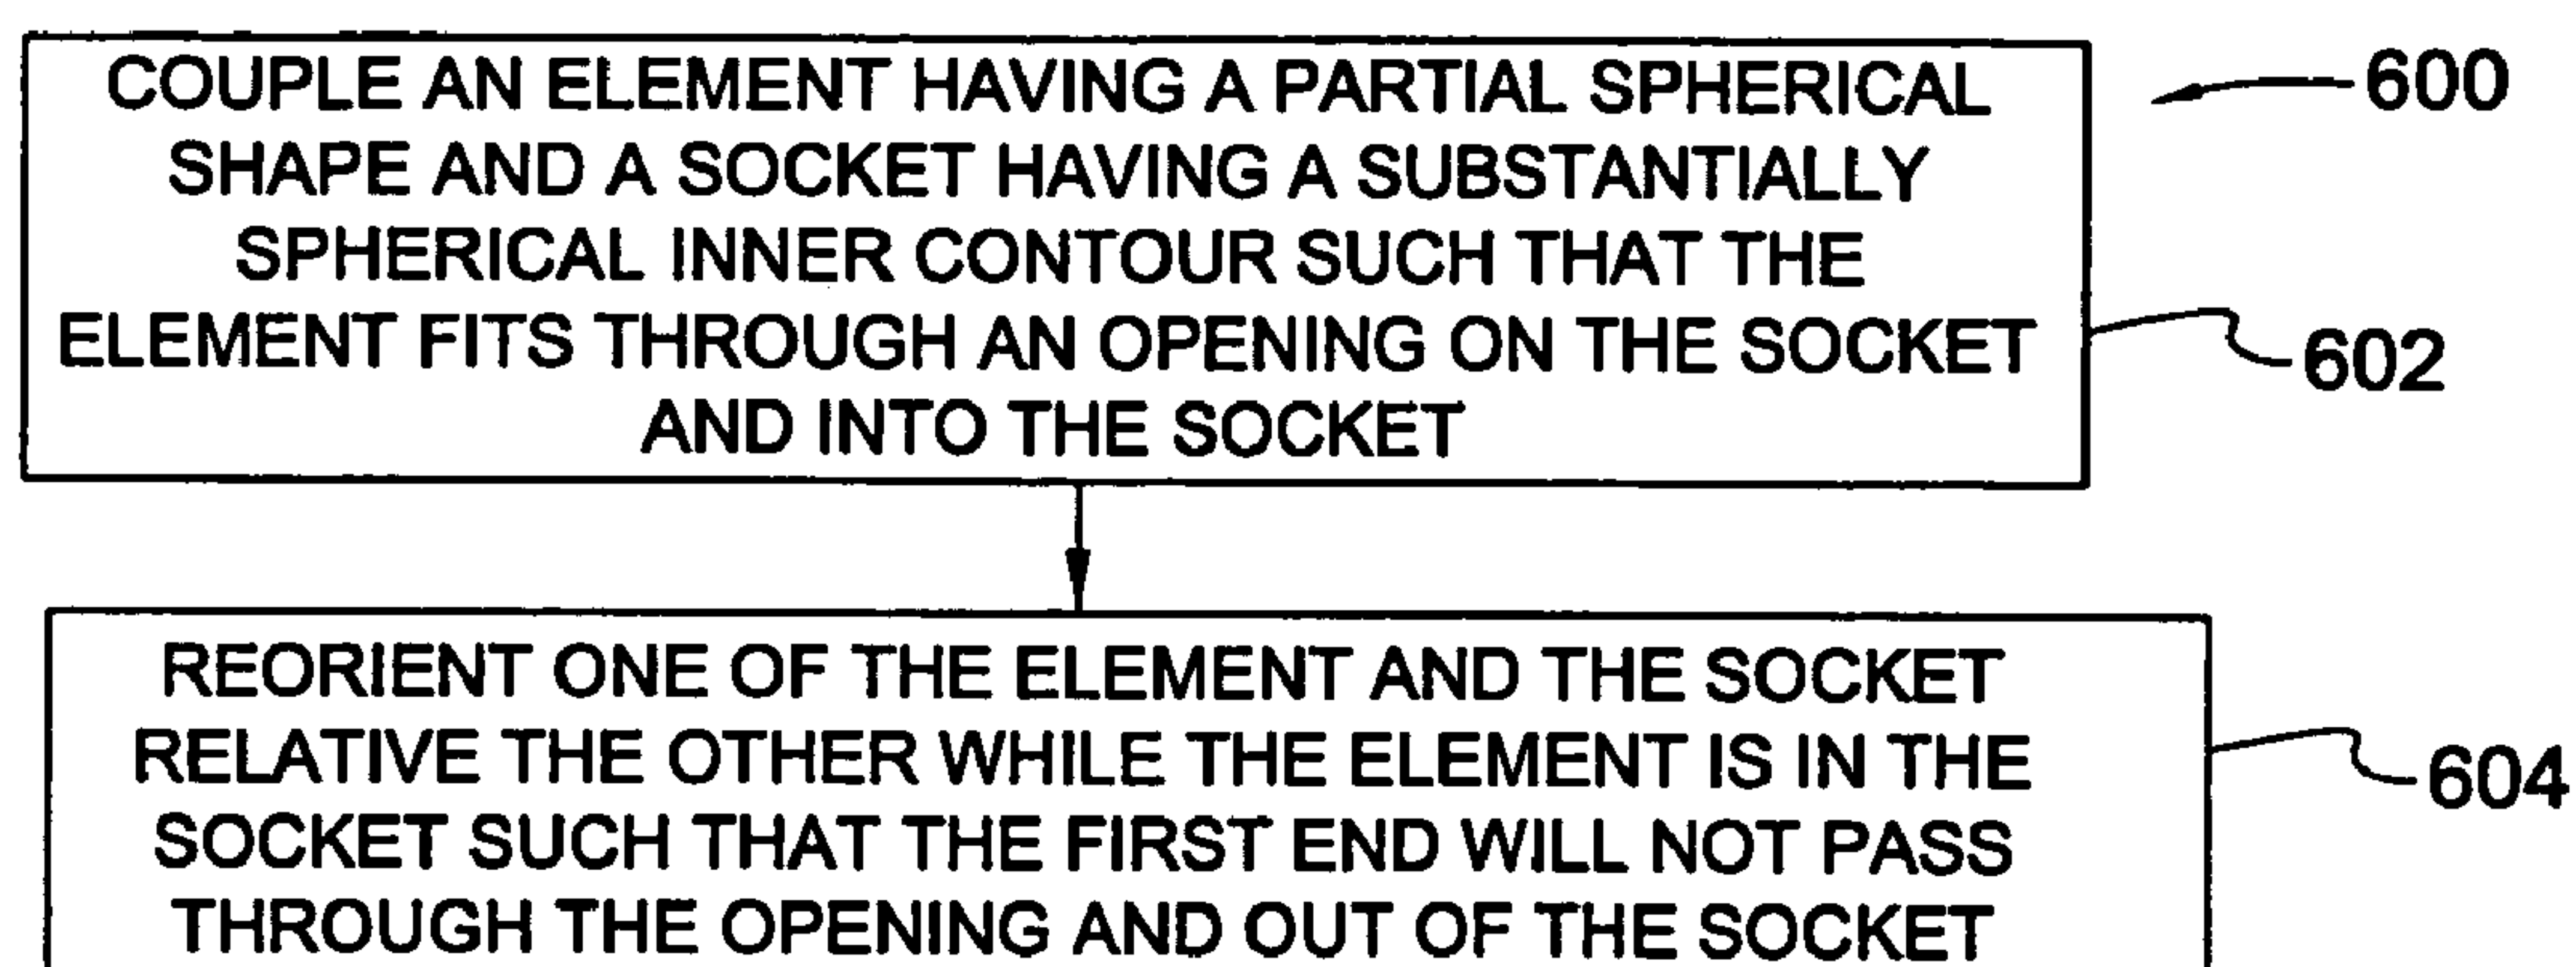 COUPLE AN ELEMENT HAVING A PARTIAL SPHERICAL
SHAPE AND A SOCKET HAVING A SUBSTANTIALLY
SPHERICAL INNER CONTOUR SUCH THAT THE
ELEMENT FITS THROUGH AN OPENING ON THE SOCKET
AND INTO THE SOCKET
600
602
REORIENT ONE OF THE ELEMENT AND THE SOCKET
RELATIVE THE OTHER WHILE THE ELEMENT IS IN THE
SOCKET SUCH THAT THE FIRST END WILL NOT PASS
THROUGH THE OPENING AND OUT OF THE SOCKET
604